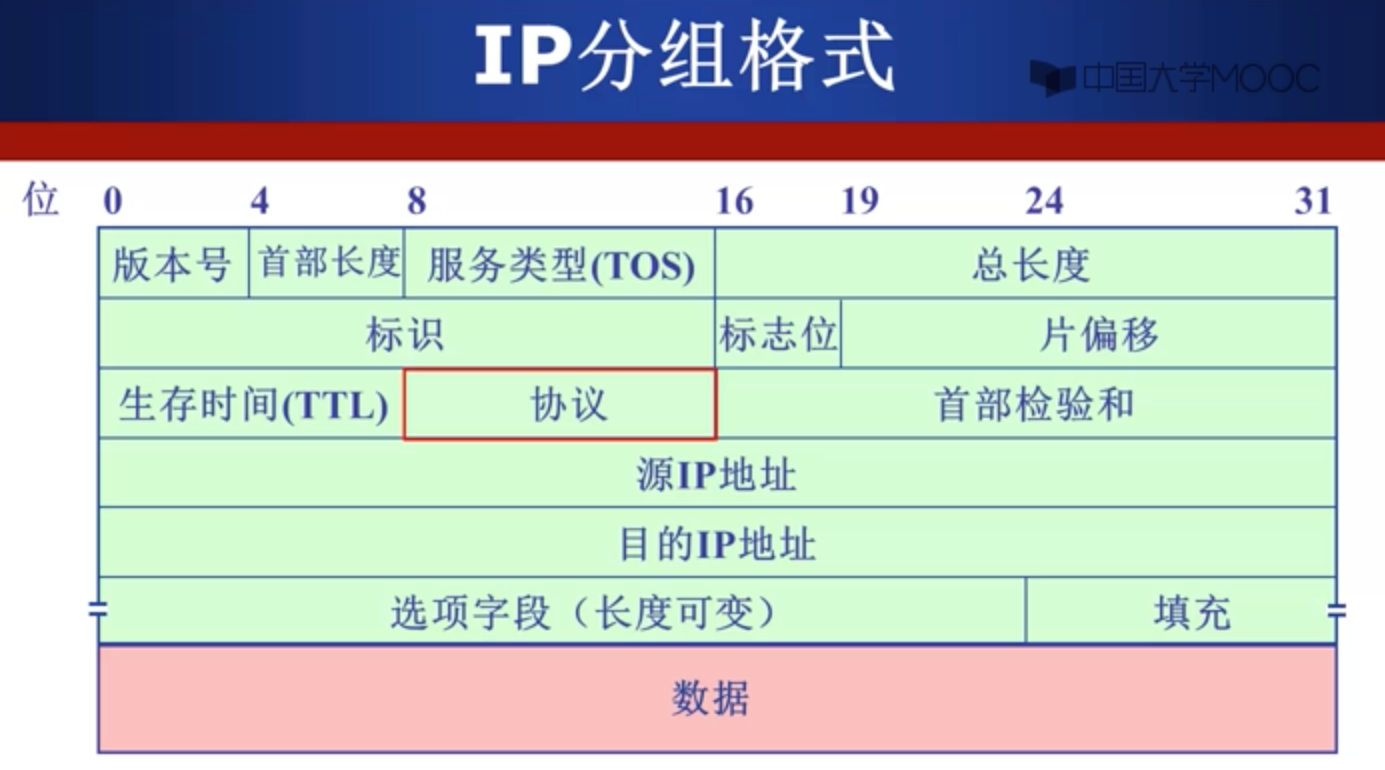 IP分组格式
中国大学MOOC
位 0 4 8 16 19 24 31
版本号 首部长度 服务类型(TOS) 总长度
标识 标志位 片偏移
生存时间(TTL) 协议 首部检验和
源IP地址
目的IP地址
= 选项字段（长度可变） 填充 =
数据